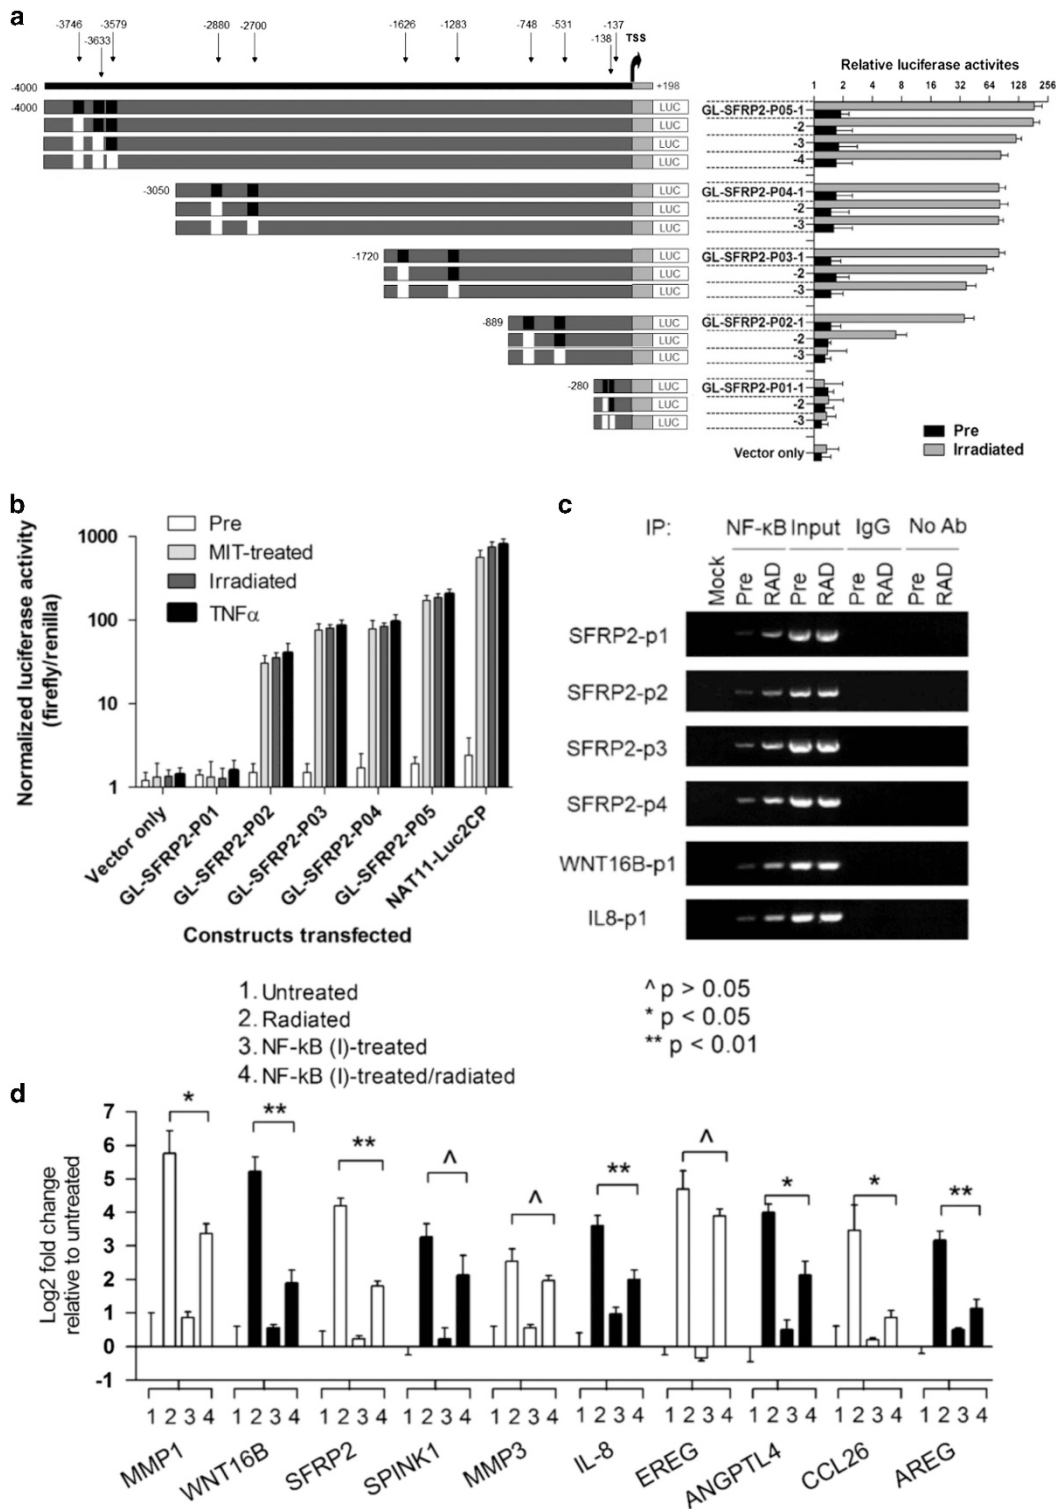 a
-3746 -3579 -2880 -2700 -1626 -1283 -748 -531 -137
-3633 -138 TSS
-4000 +198
-4000 LUC
LUC
LUC
LUC
-3050 LUC
LUC
LUC
-1720 LUC
LUC
LUC
-889 LUC
LUC
LUC
-280 LUC
LUC
LUC
Relative luciferase activites
1 2 4 8 16 32 64 128 256
GL-SFRP2-P05-1
-2
-3
-4
GL-SFRP2-P04-1
-2
-3
GL-SFRP2-P03-1
-2
-3
GL-SFRP2-P02-1
-2
-3
GL-SFRP2-P01-1
-2
-3
Vector only
Pre
Irradiated
b
Normalized luciferase activity
(firefly/renilla)
1000
100
10
1
Pre
MIT-treated
Irradiated
TNFα
Vector only
GL-SFRP2-P01
GL-SFRP2-P02
GL-SFRP2-P03
GL-SFRP2-P04
GL-SFRP2-P05
NAT11-Luc2CP
Constructs transfected
c
IP: NF-κB Input IgG No Ab
Mock Pre RAD Pre RAD Pre RAD Pre RAD
SFRP2-p1
SFRP2-p2
SFRP2-p3
SFRP2-p4
WNT16B-p1
IL8-p1
1. Untreated
2. Radiated
3. NF-kB (I)-treated
4. NF-kB (I)-treated/radiated
^ p > 0.05
* p < 0.05
** p < 0.01
d
Log2 fold change
relative to untreated
7
6
5
4
3
2
1
0
-1
* ** ** ^ ^ ** ^ * * **
1 2 3 4 1 2 3 4 1 2 3 4 1 2 3 4 1 2 3 4 1 2 3 4 1 2 3 4 1 2 3 4 1 2 3 4 1 2 3 4
MMP1 WNT16B SFRP2 SPINK1 MMP3 IL-8 EREG ANGPTL4 CCL26 AREG